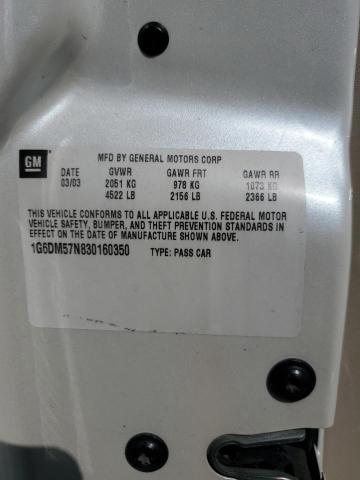 GM
MFD BY GENERAL MOTORS CORP
DATE GVWR GAWR FRT GAWR RR
03/03 2051 KG 978 KG 1073 KG
4522 LB 2156 LB 2366 LB
THIS VEHICLE CONFORMS TO ALL APPLICABLE U.S. FEDERAL MOTOR
VEHICLE SAFETY, BUMPER, AND THEFT PREVENTION STANDARDS IN
EFFECT ON THE DATE OF MANUFACTURE SHOWN ABOVE.
1G6DM57N830160350 TYPE: PASS CAR